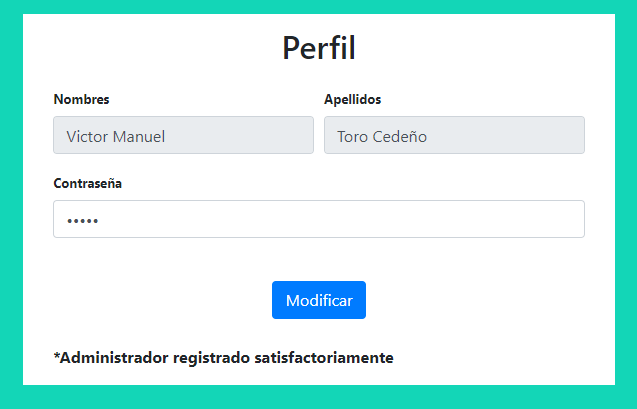 Perfil
Nombres Apellidos
Victor Manuel Toro Cedeño
Contraseña
•••••
Modificar
*Administrador registrado satisfactoriamente